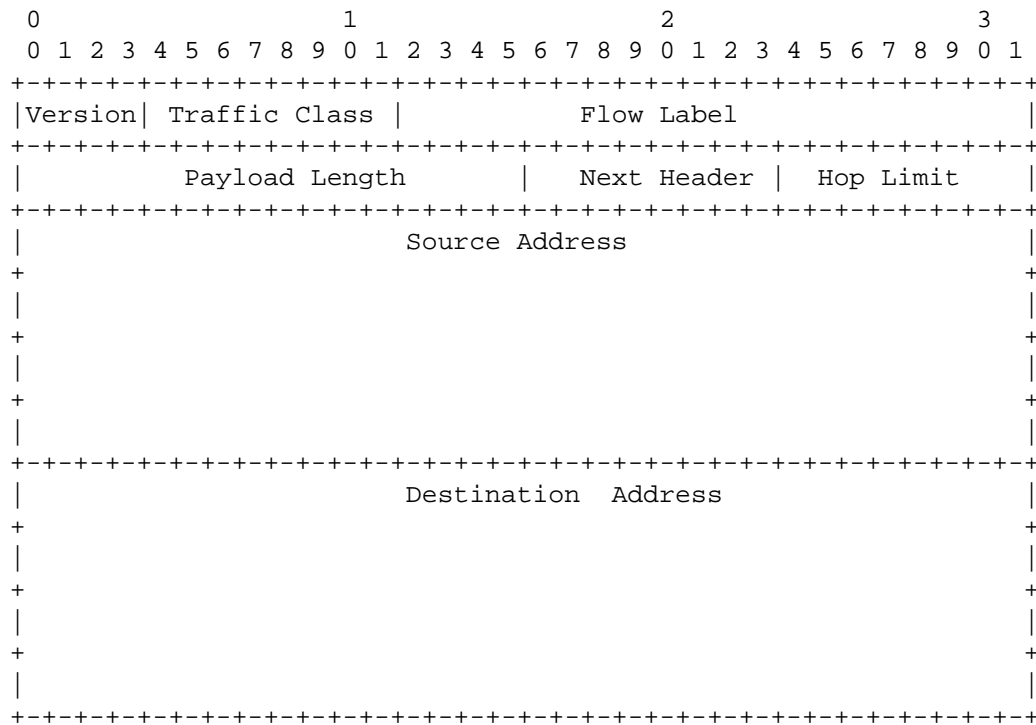 0                   1                   2                   3
0 1 2 3 4 5 6 7 8 9 0 1 2 3 4 5 6 7 8 9 0 1 2 3 4 5 6 7 8 9 0 1
+-+-+-+-+-+-+-+-+-+-+-+-+-+-+-+-+-+-+-+-+-+-+-+-+-+-+-+-+-+-+-+-+
|Version| Traffic Class |           Flow Label                  |
+-+-+-+-+-+-+-+-+-+-+-+-+-+-+-+-+-+-+-+-+-+-+-+-+-+-+-+-+-+-+-+-+
|          Payload Length       |   Next Header |  Hop Limit    |
+-+-+-+-+-+-+-+-+-+-+-+-+-+-+-+-+-+-+-+-+-+-+-+-+-+-+-+-+-+-+-+-+
|                        Source Address                         |
+                                                               +
|                                                               |
+                                                               +
|                                                               |
+                                                               +
|                                                               |
+-+-+-+-+-+-+-+-+-+-+-+-+-+-+-+-+-+-+-+-+-+-+-+-+-+-+-+-+-+-+-+-+
|                        Destination  Address                   |
+                                                               +
|                                                               |
+                                                               +
|                                                               |
+                                                               +
|                                                               |
+-+-+-+-+-+-+-+-+-+-+-+-+-+-+-+-+-+-+-+-+-+-+-+-+-+-+-+-+-+-+-+-+